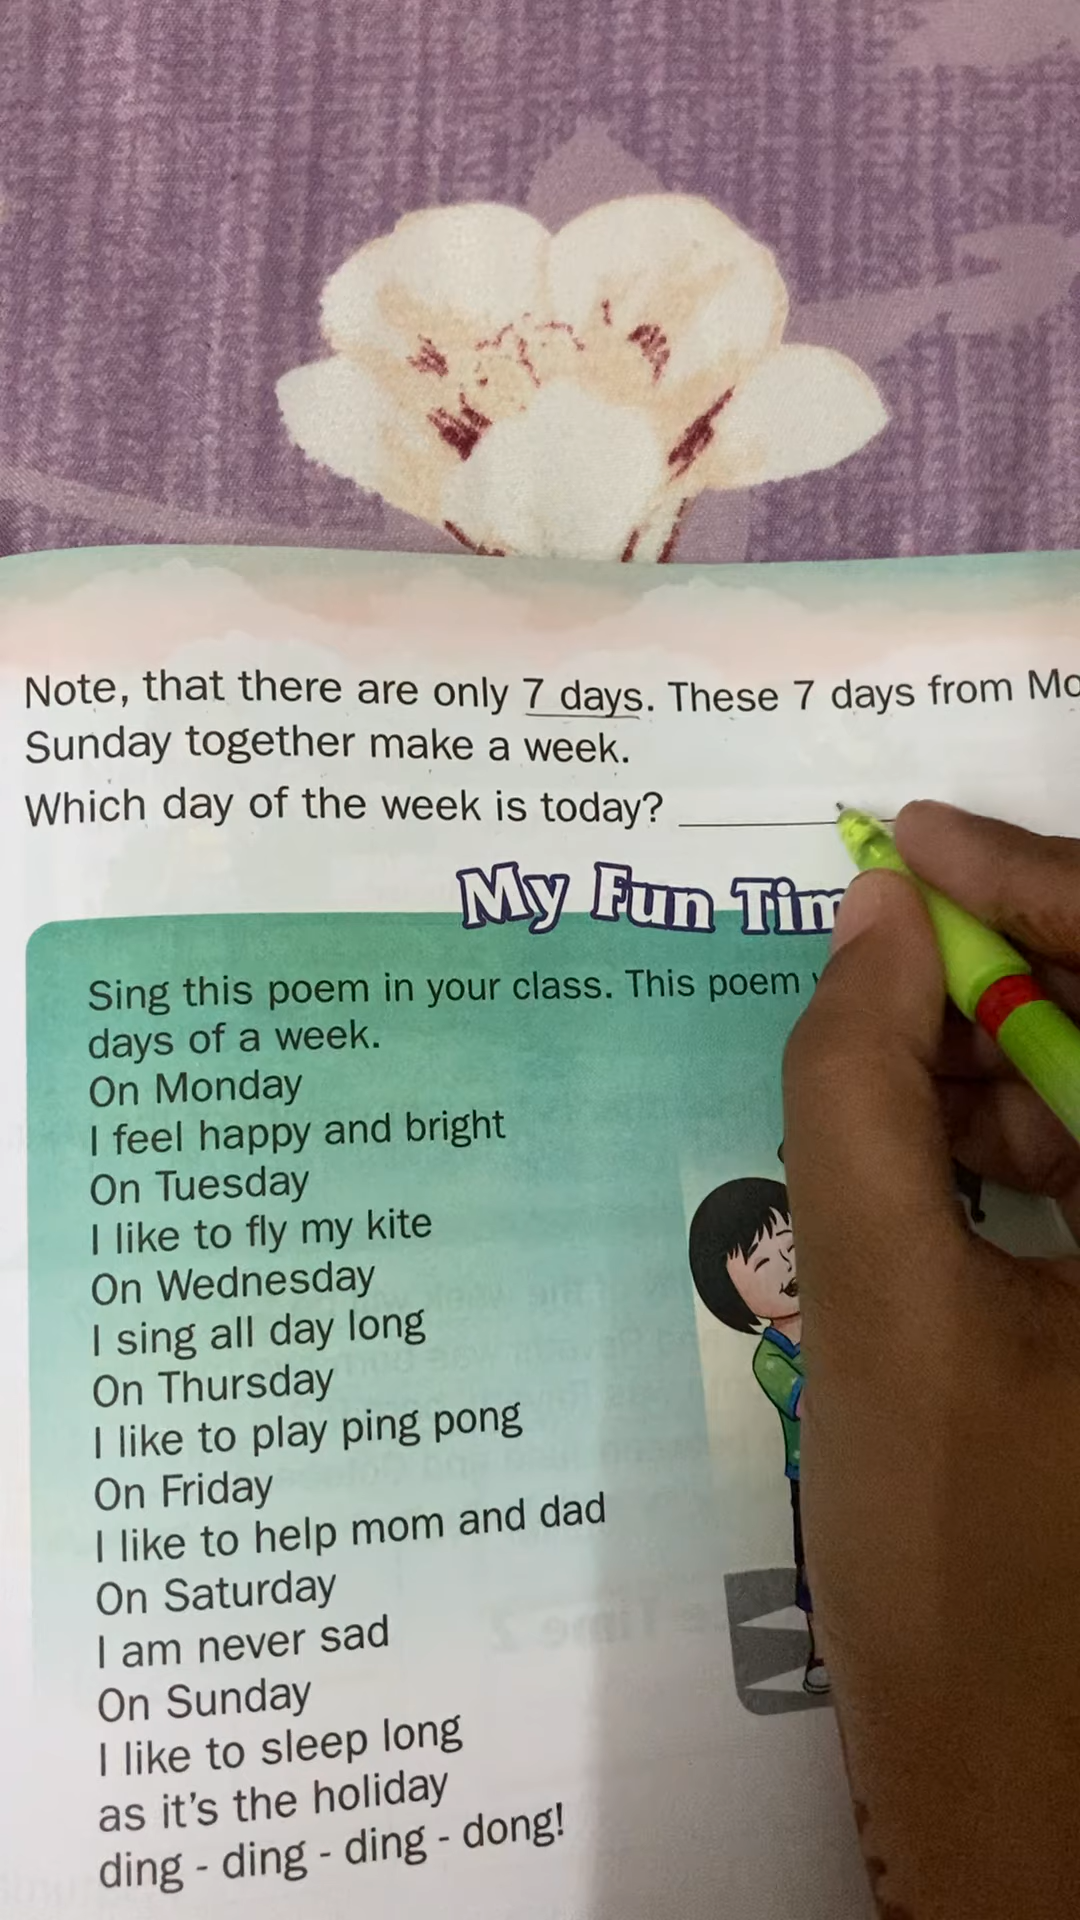 Note, that there are only 7 days. These 7 days from
Sunday together make a week.
Which day of the week is today?
My Fun
Sing this poem in your class. This poem
days of a week.
On Monday
I feel happy and bright
On Tuesday
I like to fly my kite
On Wednesday
I sing all day long
On Thursday
I like to play ping pong
On Friday
I like to help mom and dad
On Saturday
I am never sad
On Sunday
I like to sleep long
as it's the holiday
ding - ding - ding - dong!